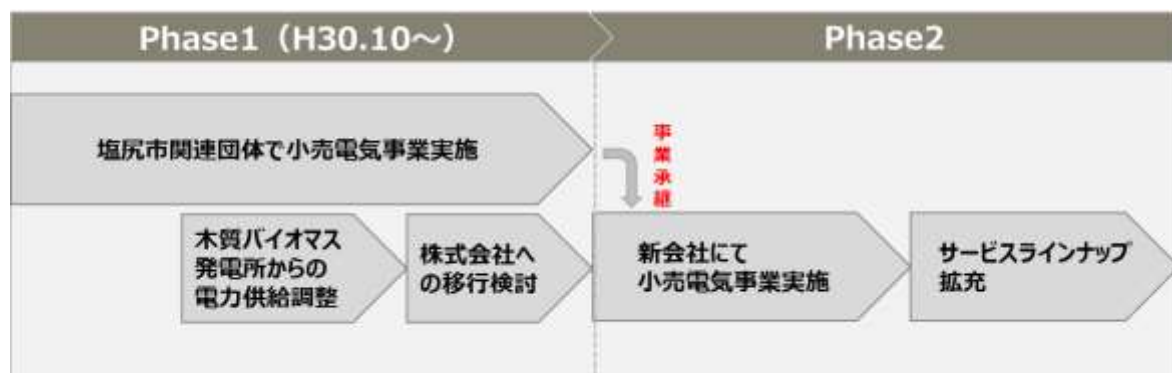 Phase1（H30.10～）
Phase2
塩尻市関連団体で小売電気事業実施
事業承継
木質バイオマス
発電所からの
電力供給調整
株式会社へ
の移行検討
新会社にて
小売電気事業実施
サービスラインナップ
拡充